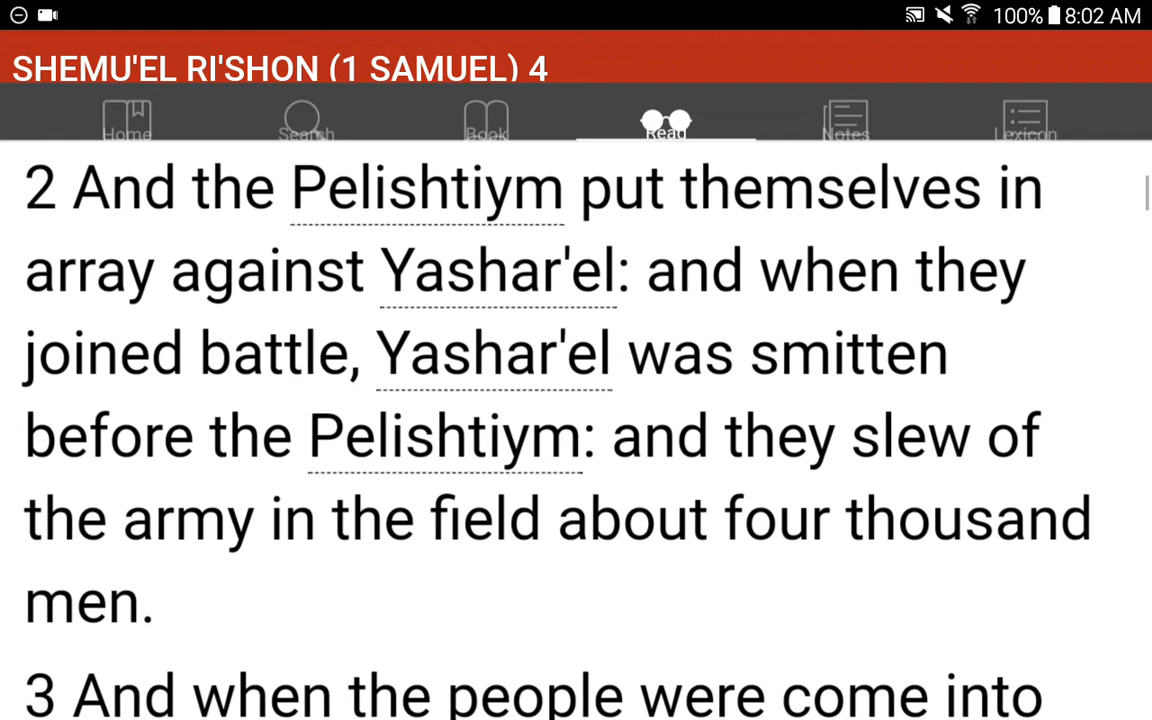 100% 8:02 AM
SHEMU'EL RI'SHON (1 SAMUEL) 4
Home Search Book Read Notes Lexicon
2 And the Pelishtiym put themselves in
array against Yashar'el: and when they
joined battle, Yashar'el was smitten
before the Pelishtiym: and they slew of
the army in the field about four thousand
men.
3 And when the people were come into